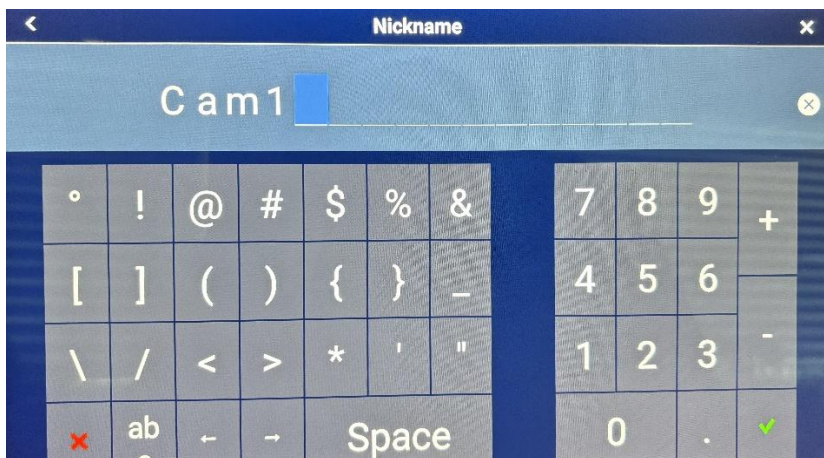 Nickname
Cam1
° ! @ # $ % & 7 8 9 +
[ ] ( ) { } _ 4 5 6
\ / < > * ' " 1 2 3 -
ab ← → Space 0 .